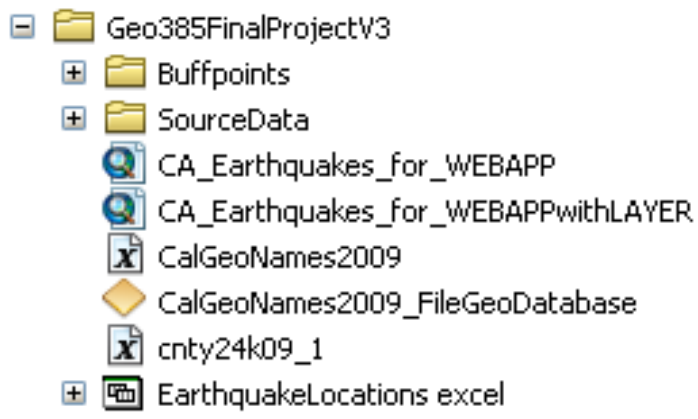 Geo385FinalProjectV3
Buffpoints
SourceData
CA_Earthquakes_for_WEBAPP
CA_Earthquakes_for_WEBAPPwithLAYER
CalGeoNames2009
CalGeoNames2009_FileGeoDatabase
cnty24k09_1
EarthquakeLocations excel